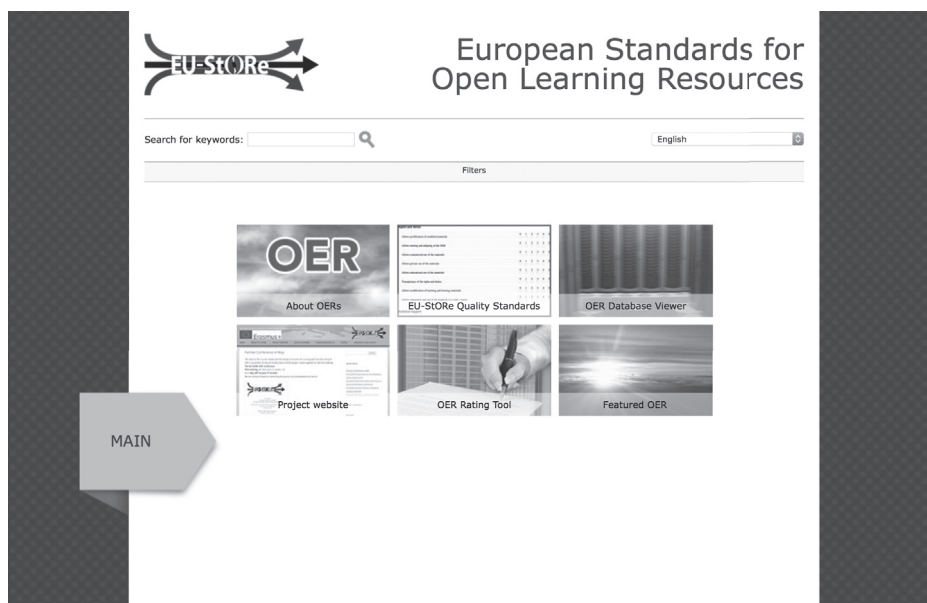 EU-StORe
European Standards for
Open Learning Resources
Search for keywords:
English
Filters
OER
About OERs
EU-StORe Quality Standards
OER Database Viewer
Erasmus+
Project website
OER Rating Tool
Featured OER
MAIN